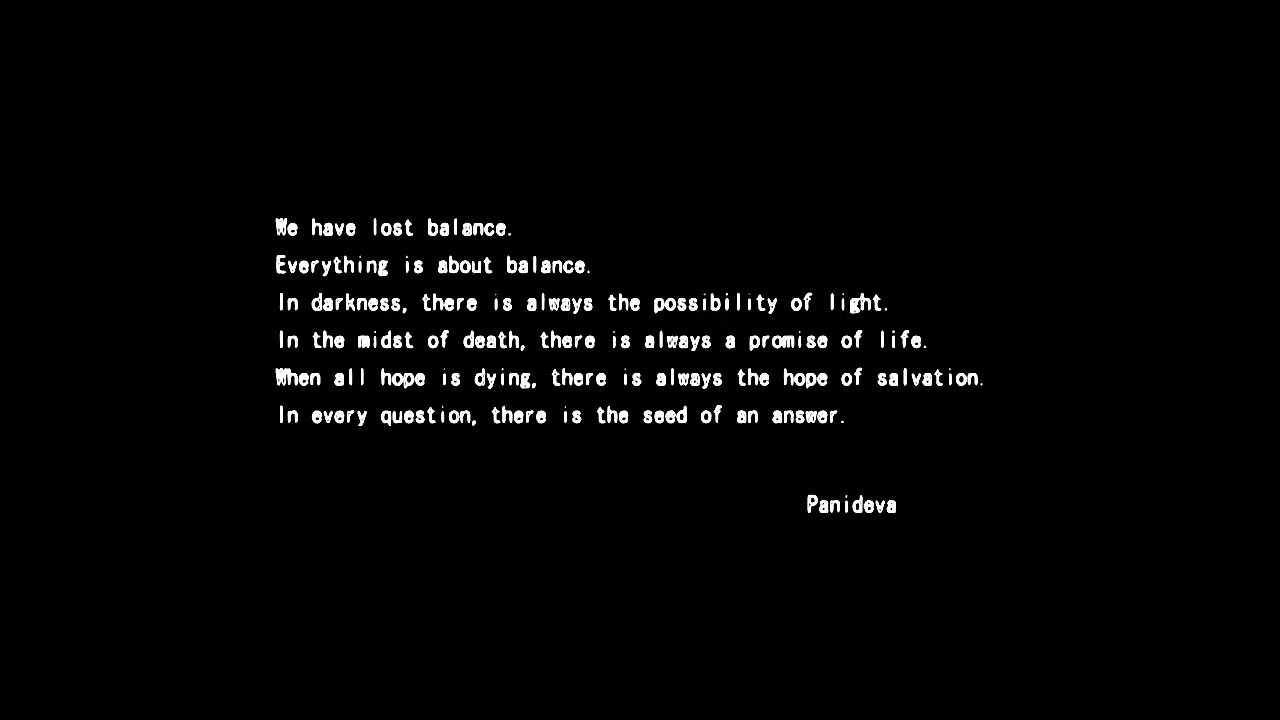 We have lost balance.
Everything is about balance.
In darkness, there is always the possibility of light.
In the midst of death, there is always a promise of life.
When all hope is dying, there is always the hope of salvation.
In every question, there is the seed of an answer.
Panideva